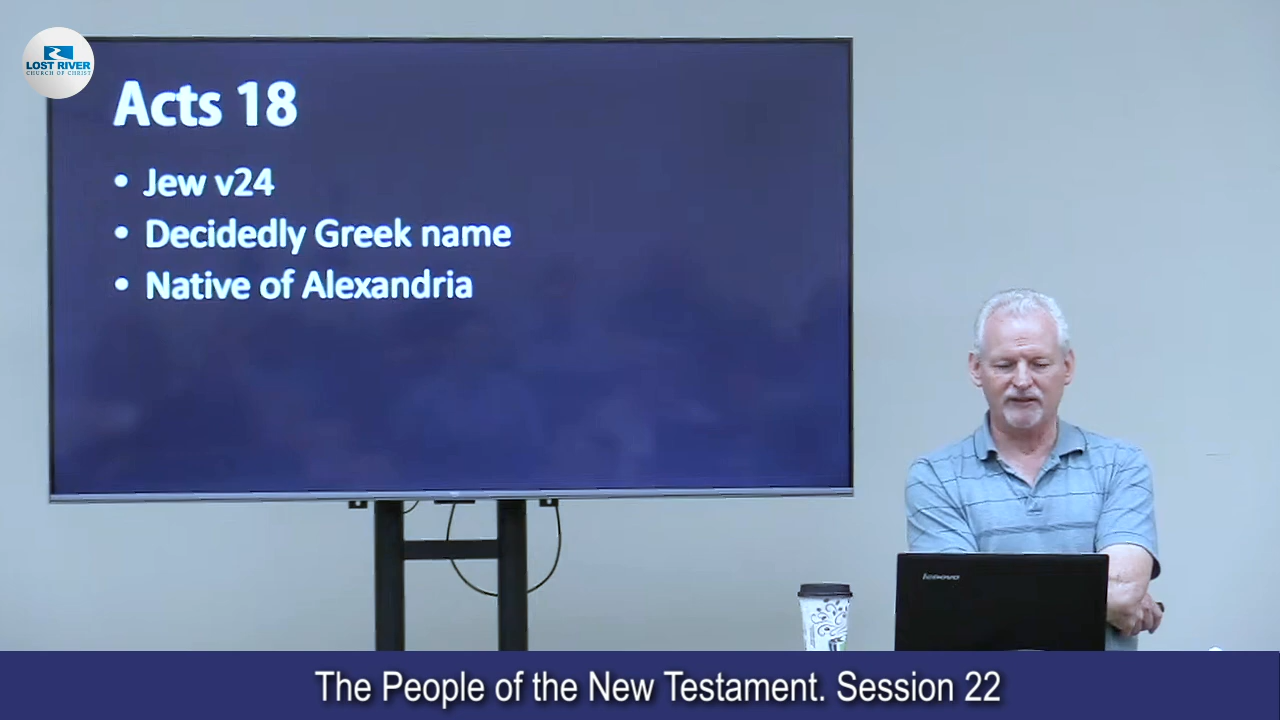 LOST RIVER
CHURCH OF CHRIST
Acts 18
• Jew v24
• Decidedly Greek name
• Native of Alexandria
lenovo
The People of the New Testament. Session 22